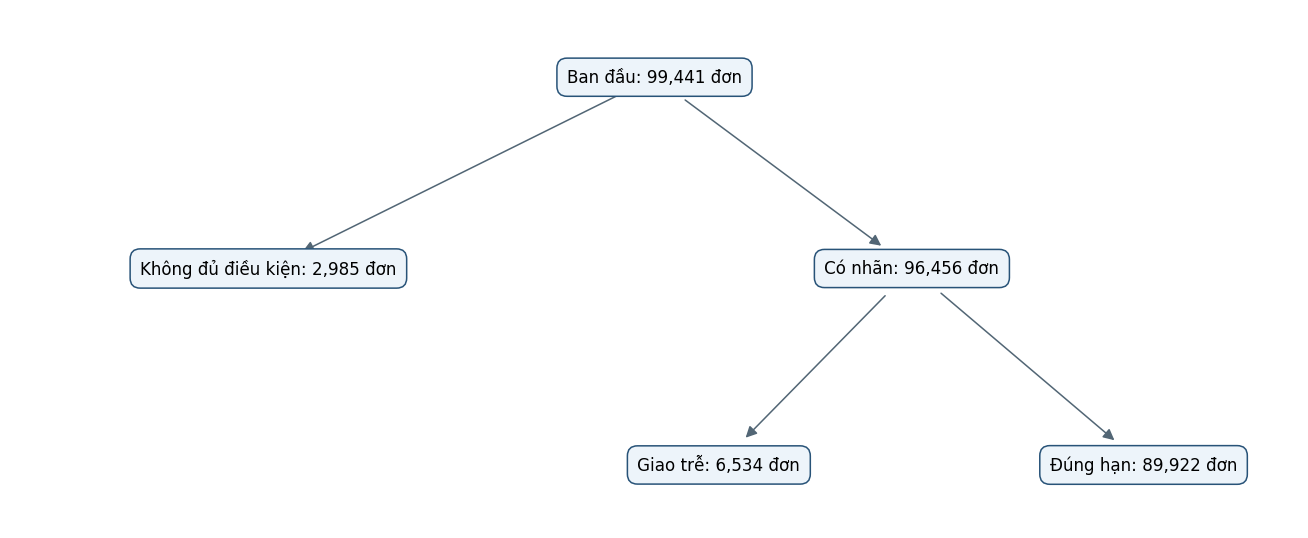 Ban đầu: 99,441 đơn
Không đủ điều kiện: 2,985 đơn
Có nhãn: 96,456 đơn
Giao trễ: 6,534 đơn
Đúng hạn: 89,922 đơn